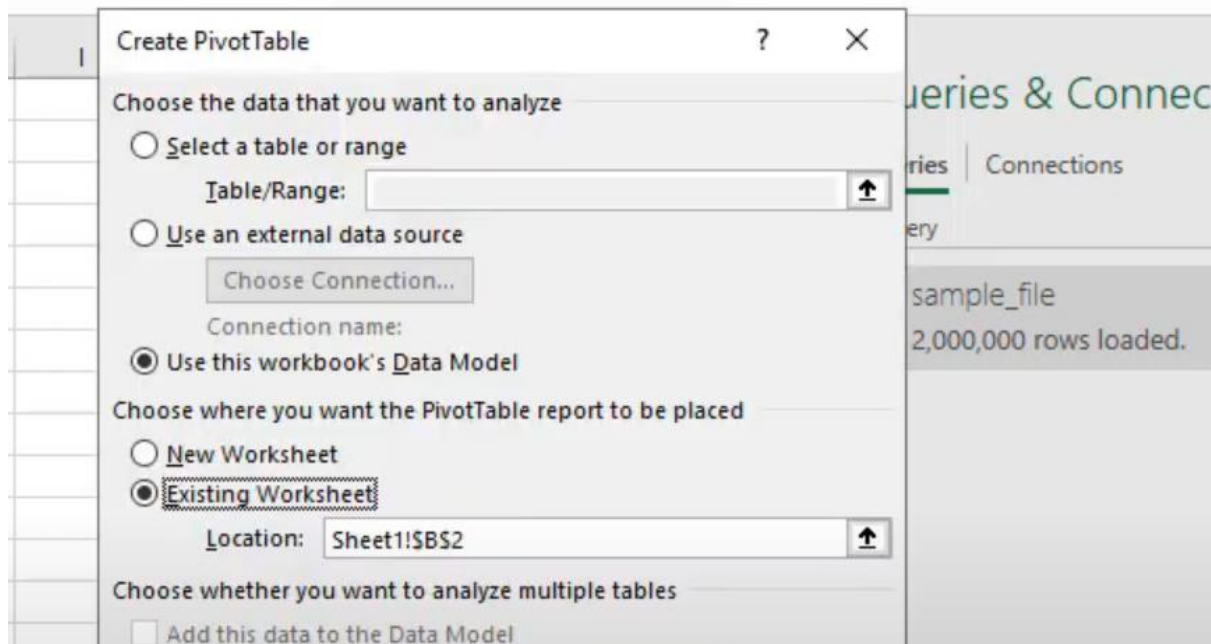 I
Create PivotTable ? ×
Choose the data that you want to analyze
Select a table or range
Table/Range:
Use an external data source
Choose Connection...
Connection name:
Use this workbook's Data Model
Choose where you want the PivotTable report to be placed
New Worksheet
Existing Worksheet
Location: Sheet1!$B$2
Choose whether you want to analyze multiple tables
Add this data to the Data Model
ueries & Connec
ries Connections
ery
sample_file
2,000,000 rows loaded.